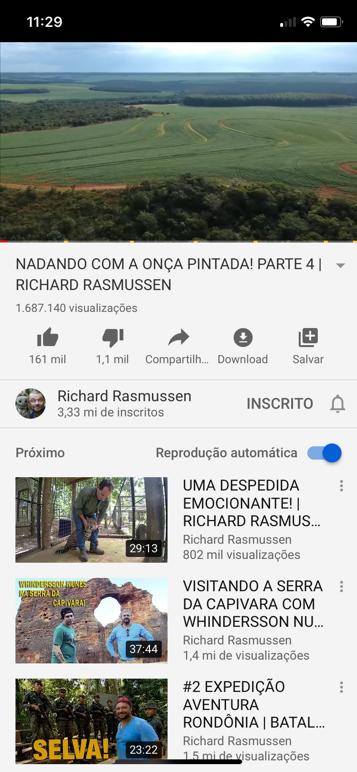 11:29
NADANDO COM A ONÇA PINTADA! PARTE 4 |
RICHARD RASMUSSEN
1.687.140 visualizações
161 mil
1,1 mil
Compartilh...
Download
Salvar
Richard Rasmussen
3,33 mi de inscritos
INSCRITO
Próximo
Reprodução automática
29:13
UMA DESPEDIDA
EMOCIONANTE! |
RICHARD RASMUS...
Richard Rasmussen
802 mil visualizações
WHINDERSSON NUNES
NA SERRA DA
CAPIVARA!
37:44
VISITANDO A SERRA
DA CAPIVARA COM
WHINDERSSON NU...
Richard Rasmussen
1,4 mi de visualizações
SELVA!
23:22
#2 EXPEDIÇÃO
AVENTURA
RONDÔNIA | BATAL...
Richard Rasmussen
1,5 mi de visualizações